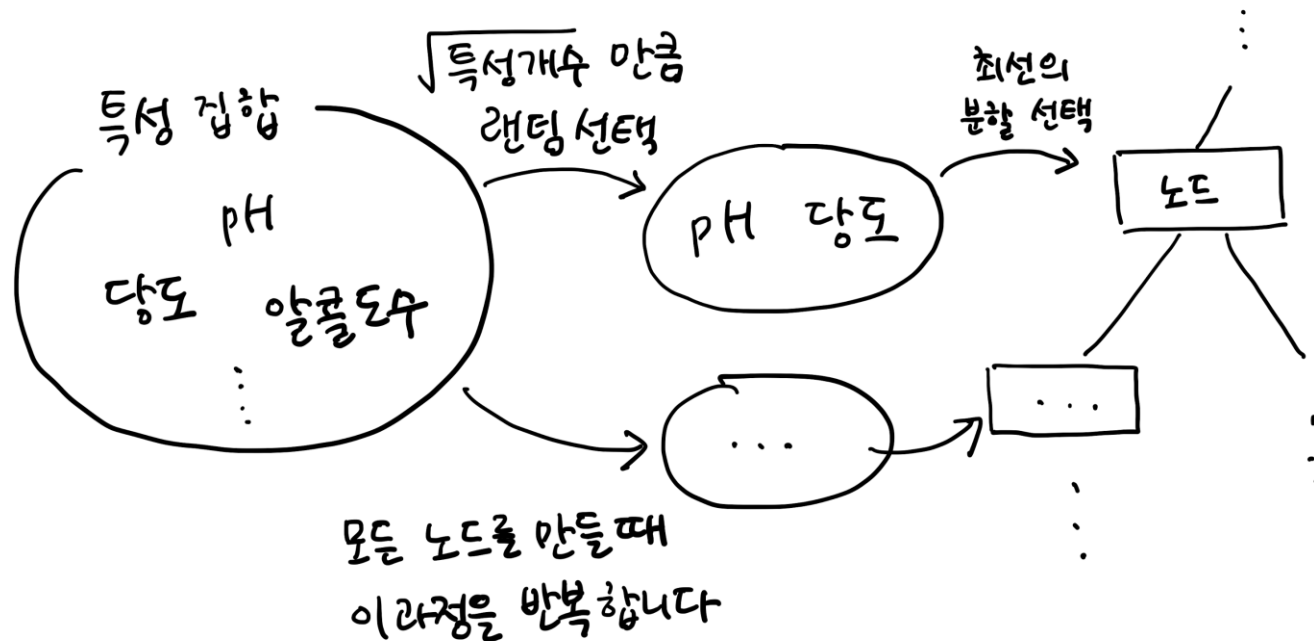 특성 집합
pH
당도 알콜도수
⋮
√특성개수 만큼
랜덤 선택
pH 당도
최선의
분할 선택
⋮
노드
...
...
⋮
모든 노드를 만들 때
이 과정을 반복합니다